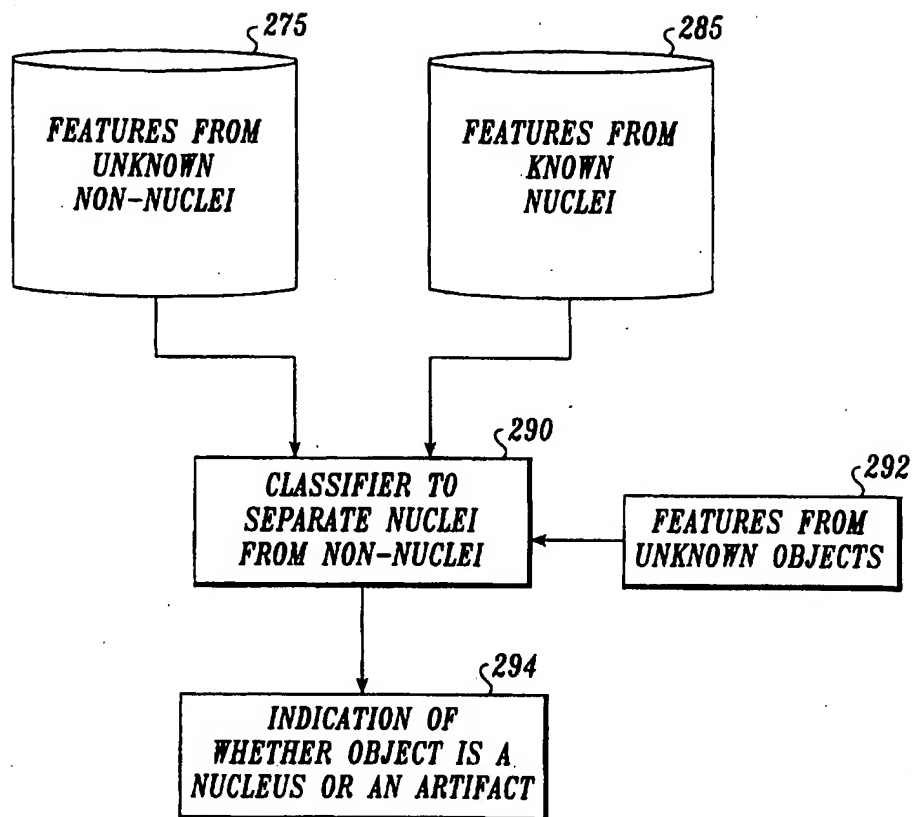 275
285
FEATURES FROM
UNKNOWN
NON-NUCLEI
FEATURES FROM
KNOWN
NUCLEI
290
CLASSIFIER TO
SEPARATE NUCLEI
FROM NON-NUCLEI
292
FEATURES FROM
UNKNOWN OBJECTS
294
INDICATION OF
WHETHER OBJECT IS A
NUCLEUS OR AN ARTIFACT